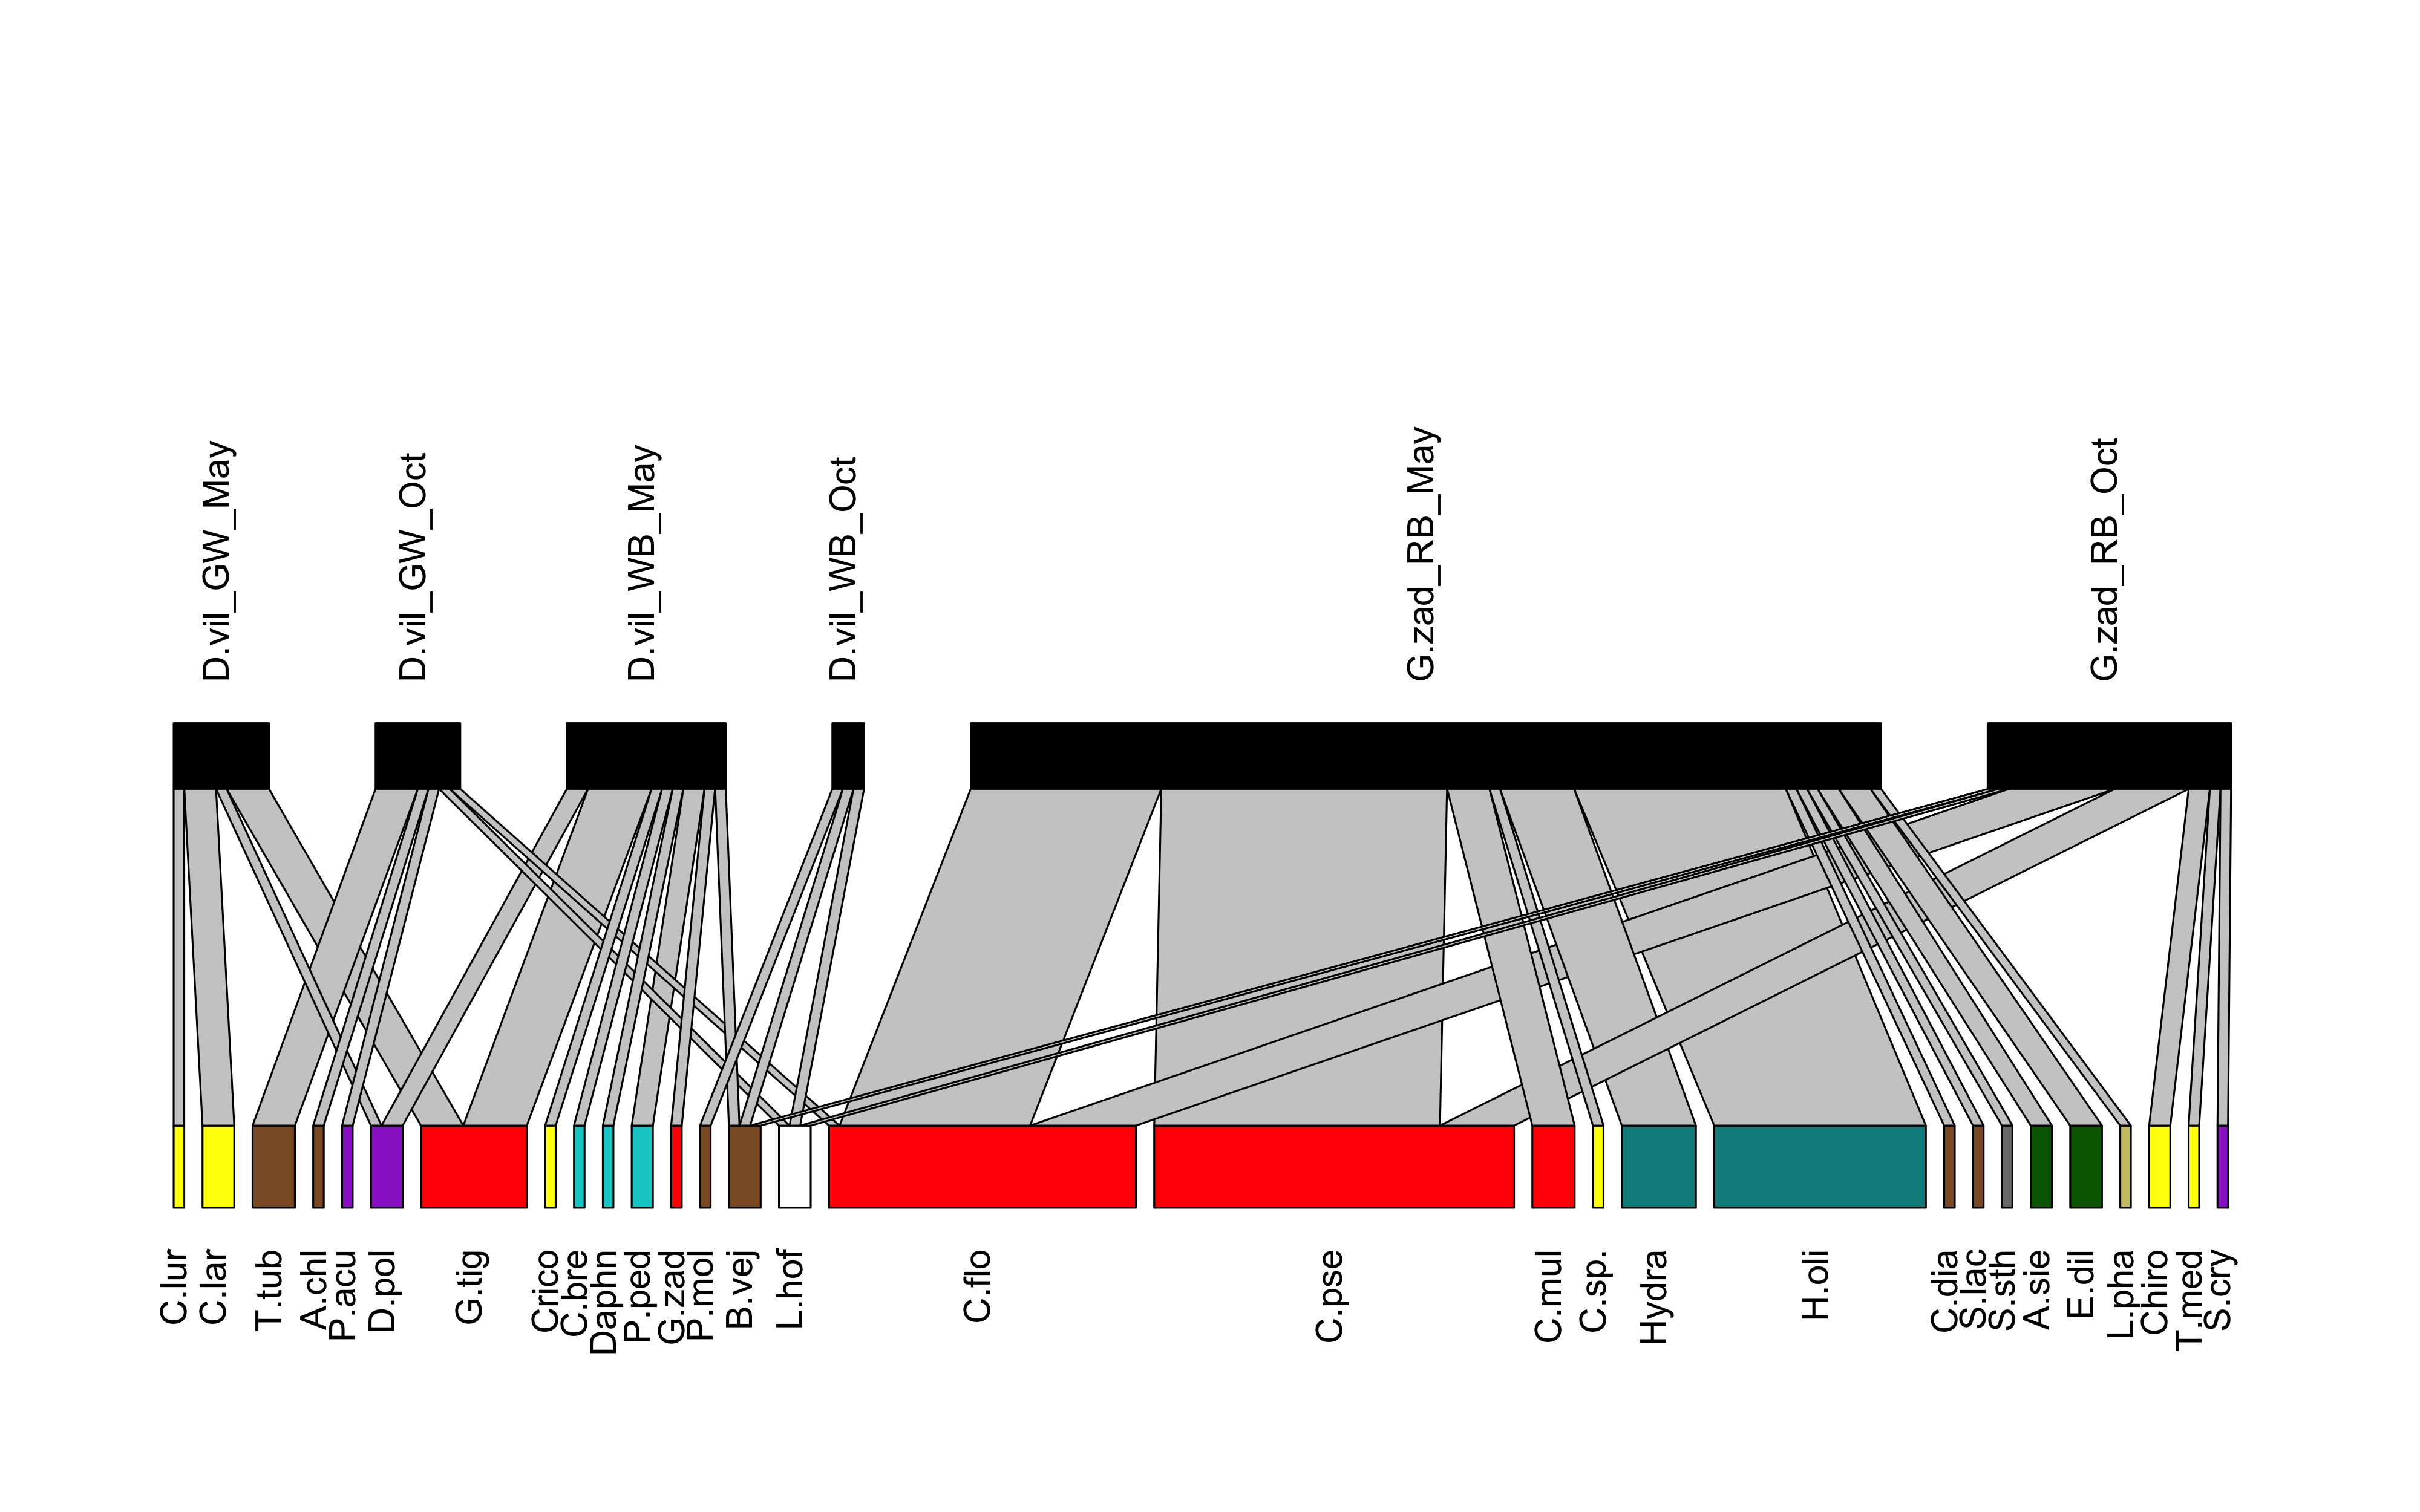 D.vil_GW_May
D.vil_GW_Oct
D.vil_WB_May
D.vil_WB_Oct
G.zad_RB_May
G.zad_RB_Oct
C.lur
C.lar
T.tub
A.chl
P.acu
D.pol
G.tig
Crico
C.bre
Daphn
P.ped
G.zad
P.mol
B.vej
L.hof
C.flo
C.pse
C.mul
C.sp.
Hydra
H.oli
C.dia
S.lac
S.sth
A.sie
E.dil
L.pha
Chiro
T.med
S.cry